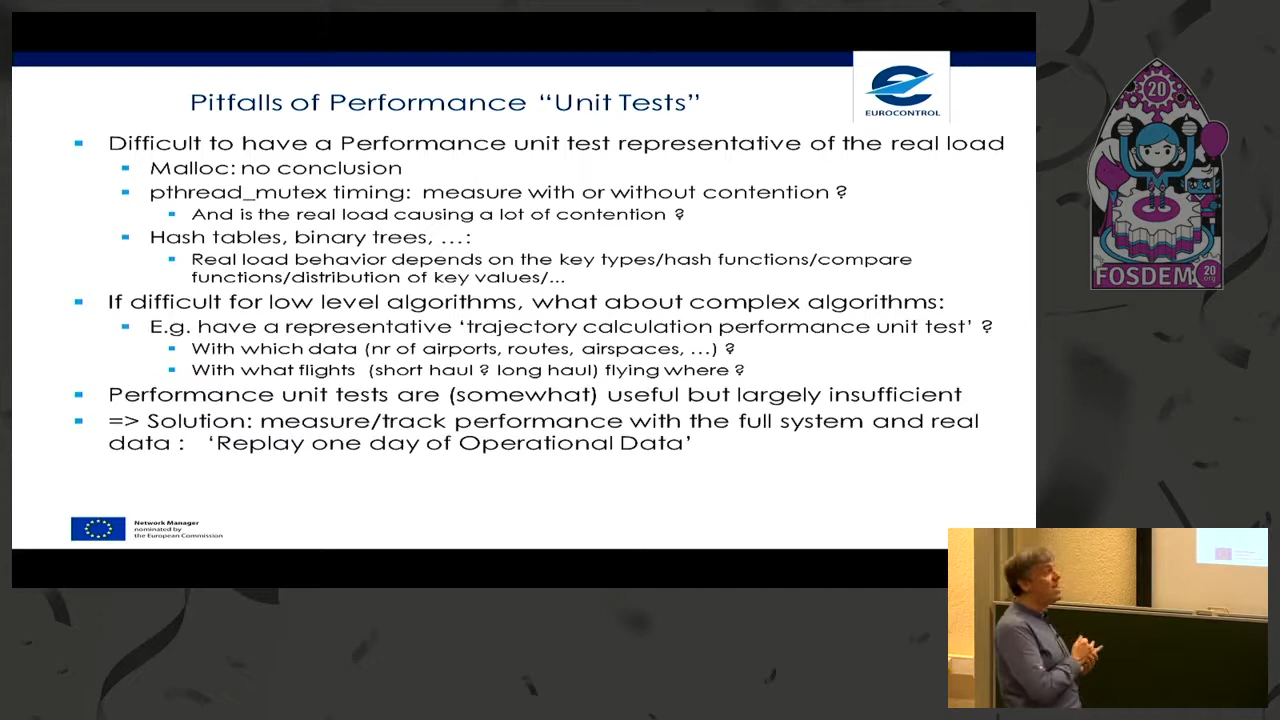 Pitfalls of Performance “Unit Tests”
EUROCONTROL
Difficult to have a Performance unit test representative of the real load
Malloc: no conclusion
pthread_mutex timing: measure with or without contention ?
And is the real load causing a lot of contention ?
Hash tables, binary trees, …:
Real load behavior depends on the key types/hash functions/compare
functions/distribution of key values/...
If difficult for low level algorithms, what about complex algorithms:
E.g. have a representative ‘trajectory calculation performance unit test’ ?
With which data (nr of airports, routes, airspaces, …) ?
With what flights (short haul ? long haul) flying where ?
Performance unit tests are (somewhat) useful but largely insufficient
=> Solution: measure/track performance with the full system and real
data : ‘Replay one day of Operational Data’
Network Manager
nominated by
the European Commission
20
FOSDEM
20
.org